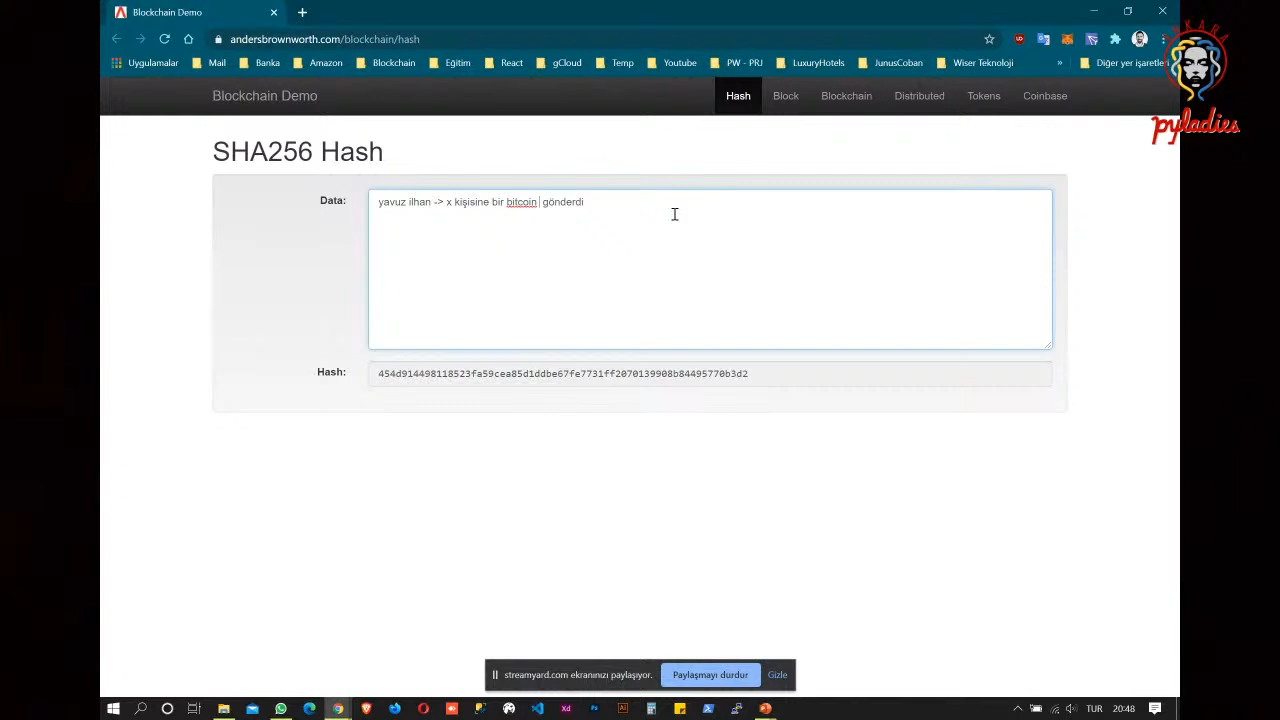 Blockchain Demo
andersbrownworth.com/blockchain/hash
Uygulamalar Mail Banka Amazon Blockchain Eğitim React gCloud Temp Youtube PW - PRJ LuxuryHotels JunusCoban Wiser Teknoloji » Diğer yer işaretleri
ANKARA
pyladies
Blockchain Demo Hash Block Blockchain Distributed Tokens Coinbase
SHA256 Hash
Data: yavuz ilhan -> x kişisine bir bitcoin gönderdi
Hash: 454d914498118523fa59cea85d1ddbe67fe7731ff2070139908b84495770b3d2
streamyard.com ekranınızı paylaşıyor. Paylaşmayı durdur Gizle
TUR 20:48